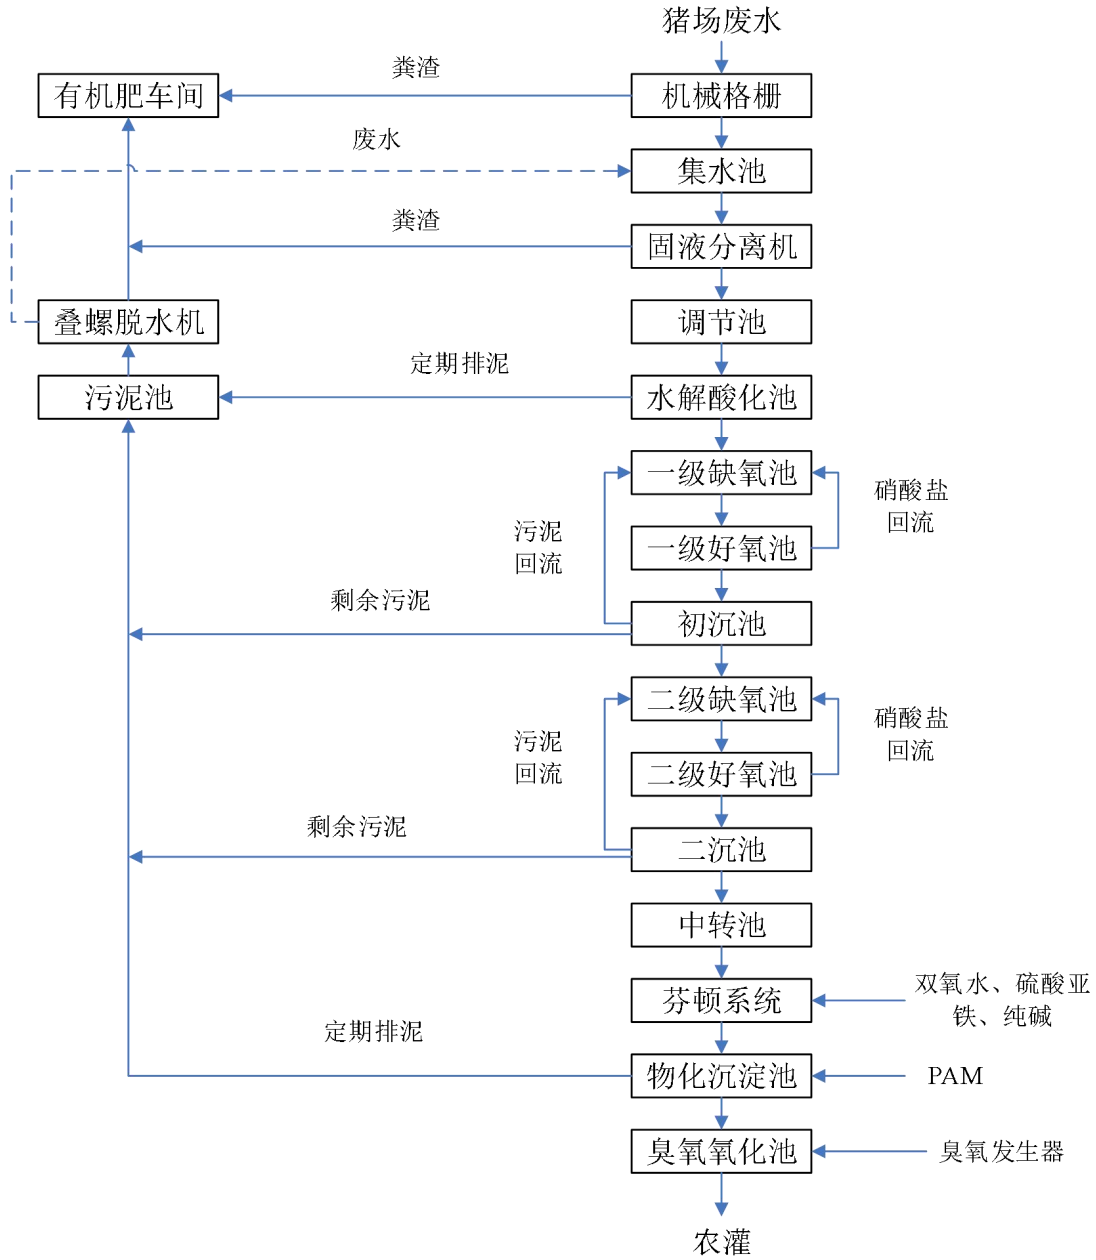 猪场废水
粪渣
有机肥车间
机械格栅
废水
集水池
粪渣
固液分离机
叠螺脱水机
调节池
定期排泥
污泥池
水解酸化池
一级缺氧池
硝酸盐
回流
污泥
回流
一级好氧池
剩余污泥
初沉池
二级缺氧池
硝酸盐
回流
污泥
回流
二级好氧池
剩余污泥
二沉池
中转池
芬顿系统
双氧水、硫酸亚
铁、纯碱
定期排泥
物化沉淀池
PAM
臭氧氧化池
臭氧发生器
农灌